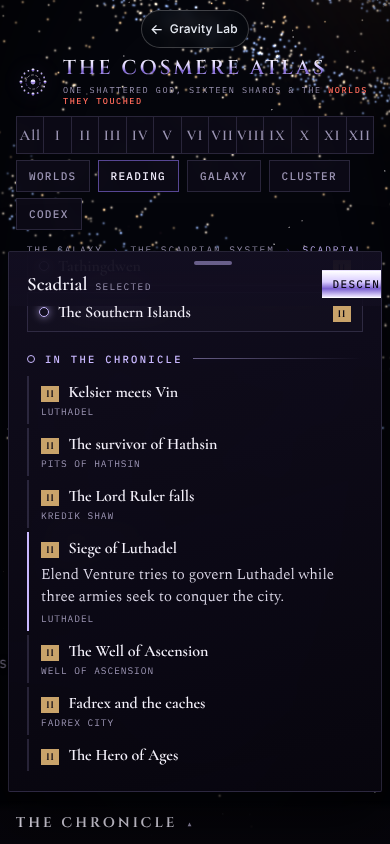 ← Gravity Lab
THE COSMERE ATLAS
ONE SHATTERED GOD, SIXTEEN SHARDS & THE WORLDS
THEY TOUCHED
All I II III IV V VI VII VIII IX X XI XII
WORLDS READING GALAXY CLUSTER
CODEX
THE GALAXY · THE SCADRIAN SYSTEM · SCADRIAL
Tathingdwen
Scadrial SELECTED
DESCEN
The Southern Islands II
IN THE CHRONICLE
II Kelsier meets Vin
LUTHADEL
II The survivor of Hathsin
PITS OF HATHSIN
II The Lord Ruler falls
KREDIK SHAW
II Siege of Luthadel
Elend Venture tries to govern Luthadel while
three armies seek to conquer the city.
LUTHADEL
II The Well of Ascension
WELL OF ASCENSION
II Fadrex and the caches
FADREX CITY
II The Hero of Ages
THE CHRONICLE